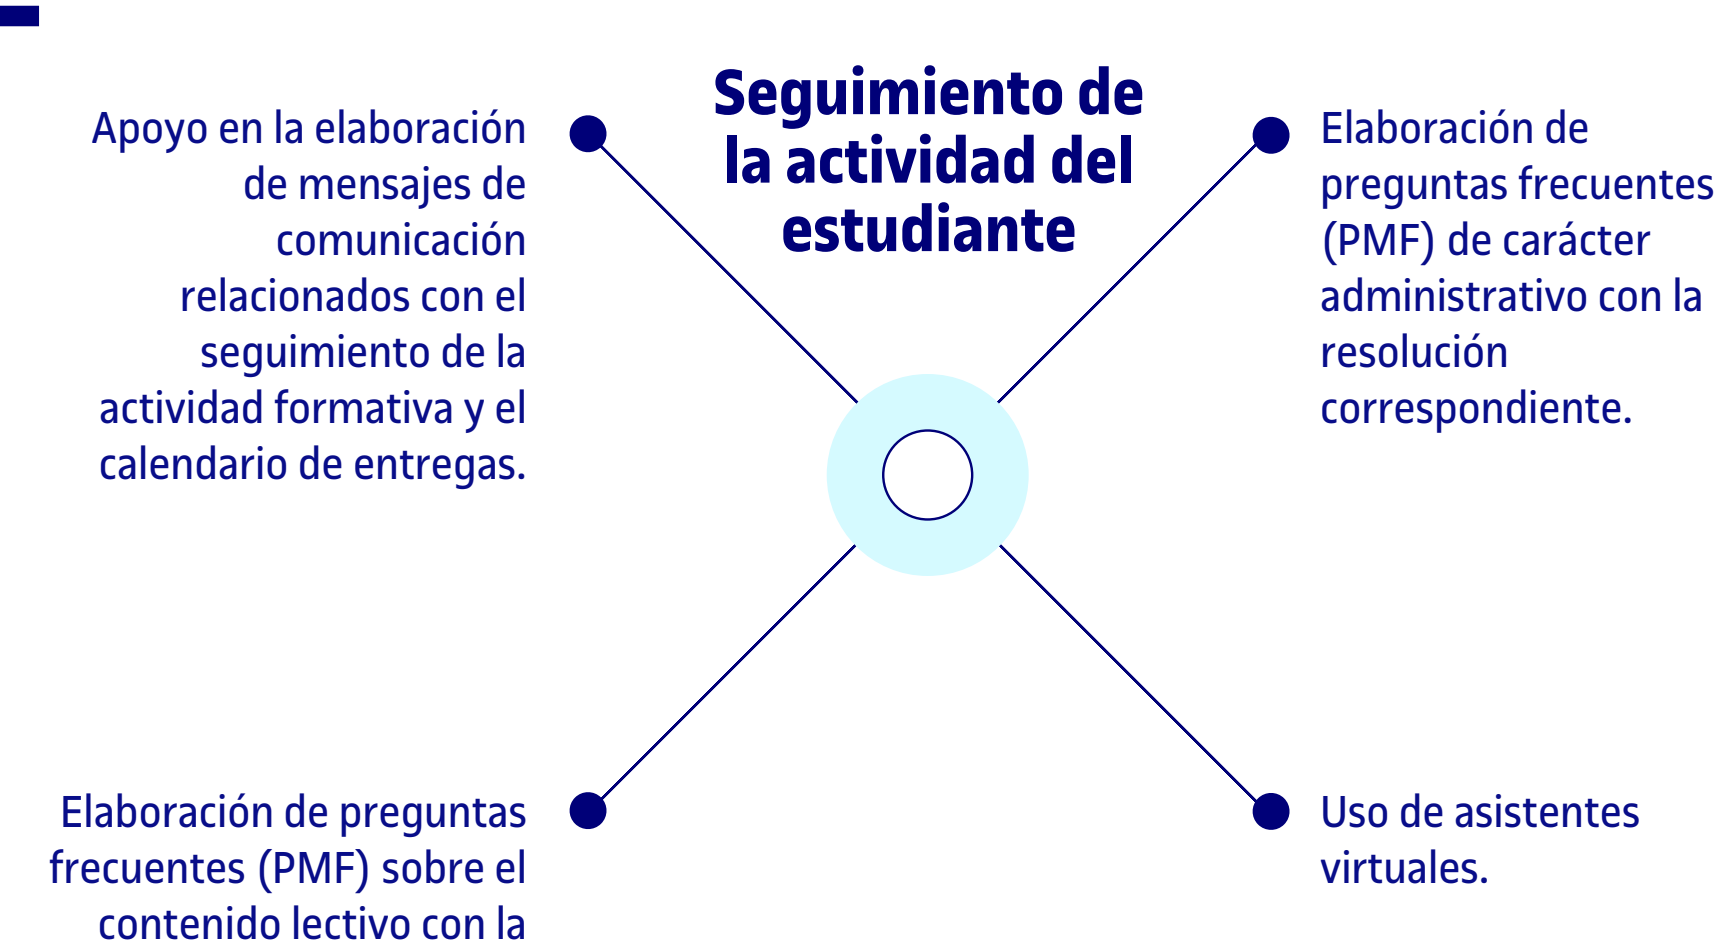 Seguimiento de
la actividad del
estudiante
Apoyo en la elaboración
de mensajes de
comunicación
relacionados con el
seguimiento de la
actividad formativa y el
calendario de entregas.
Elaboración de
preguntas frecuentes
(PMF) de carácter
administrativo con la
resolución
correspondiente.
Elaboración de preguntas
frecuentes (PMF) sobre el
contenido lectivo con la
Uso de asistentes
virtuales.